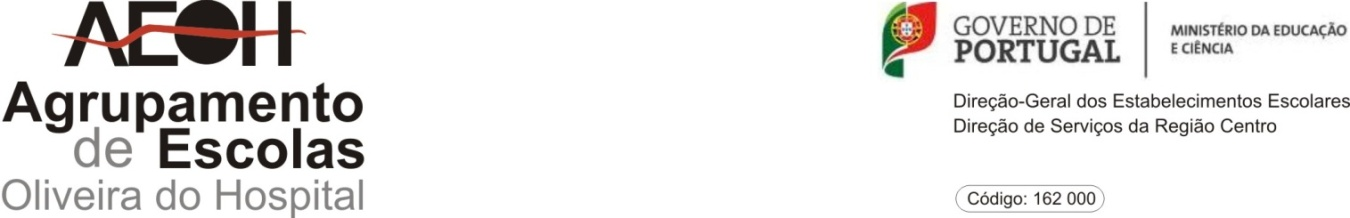 AEOH
Agrupamento
de Escolas
Oliveira do Hospital
GOVERNO DE
PORTUGAL
MINISTÉRIO DA EDUCAÇÃO
E CIÊNCIA
Direção-Geral dos Estabelecimentos Escolares
Direção de Serviços da Região Centro
Código: 162 000